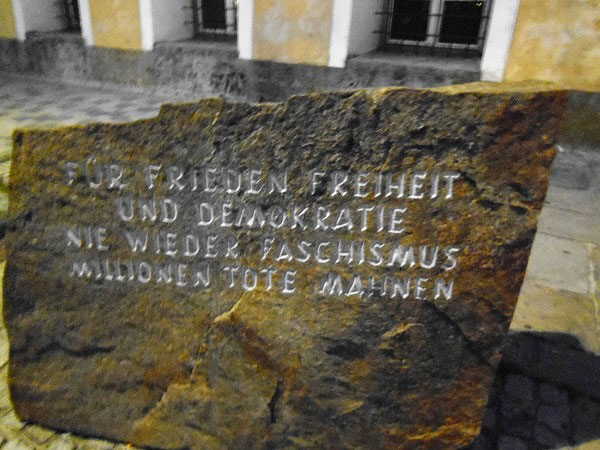 FÜR FRIEDEN FREIHEIT
UND DEMOKRATIE
NIE WIEDER FASCHISMUS
MILLIONEN TOTE MAHNEN